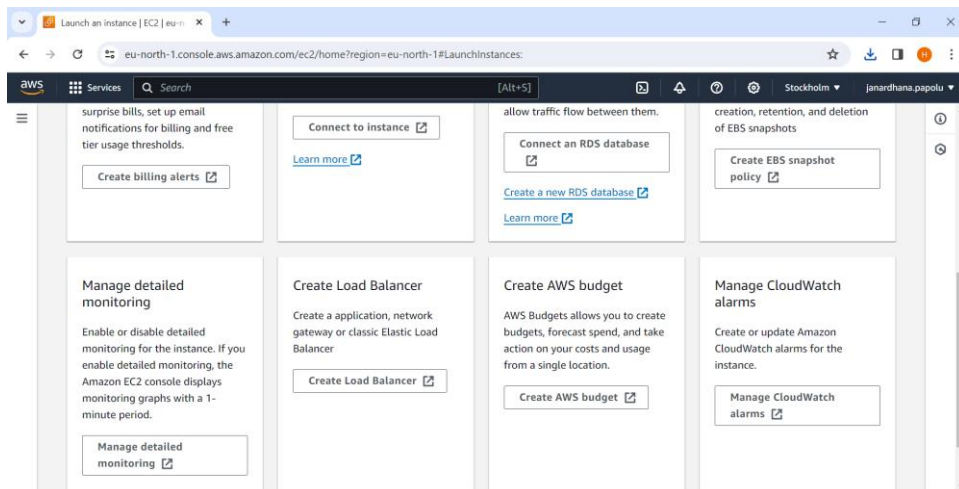 Launch an instance | EC2 | eu-n
eu-north-1.console.aws.amazon.com/ec2/home?region=eu-north-1#LaunchInstances:
aws Services Search [Alt+S] Stockholm janardhana.papolu
surprise bills, set up email
notifications for billing and free
tier usage thresholds.
Create billing alerts
Connect to instance
Learn more
allow traffic flow between them.
Connect an RDS database
Create a new RDS database
Learn more
creation, retention, and deletion
of EBS snapshots
Create EBS snapshot
policy
Manage detailed
monitoring
Enable or disable detailed
monitoring for the instance. If you
enable detailed monitoring, the
Amazon EC2 console displays
monitoring graphs with a 1-
minute period.
Manage detailed
monitoring
Create Load Balancer
Create a application, network
gateway or classic Elastic Load
Balancer
Create Load Balancer
Create AWS budget
AWS Budgets allows you to create
budgets, forecast spend, and take
action on your costs and usage
from a single location.
Create AWS budget
Manage CloudWatch
alarms
Create or update Amazon
CloudWatch alarms for the
instance.
Manage CloudWatch
alarms